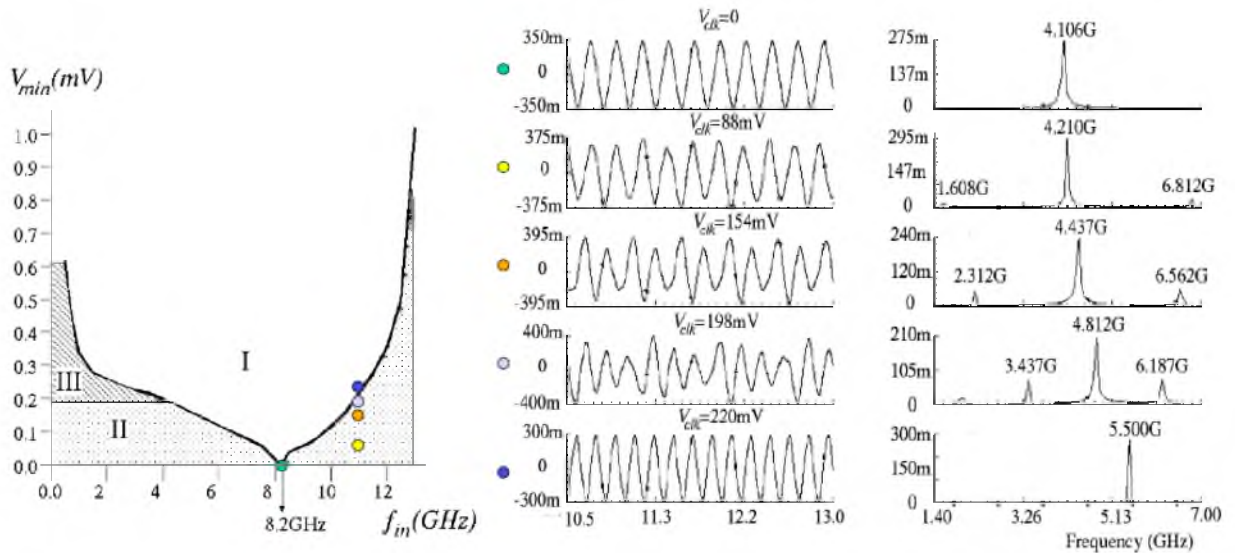 V_min(mV)
1.0
0.9
0.8
0.7
0.6
0.5
0.4
0.3
0.2
0.1
0.0
I
II
III
0.0 2 4 6 8 10 12
8.2GHz
f_in(GHz)
V_clk=0
350m
0
-350m
V_clk=88mV
375m
0
-375m
V_clk=154mV
395m
0
-395m
V_clk=198mV
400m
0
-400m
V_clk=220mV
300m
0
-300m
10.5 11.3 12.2 13.0
4.106G
275m
137m
0
4.210G
295m
147m
0
1.608G
6.812G
4.437G
240m
120m
0
2.312G
6.562G
4.812G
210m
105m
0
3.437G
6.187G
5.500G
300m
150m
0
1.40 3.26 5.13 7.00
Frequency (GHz)